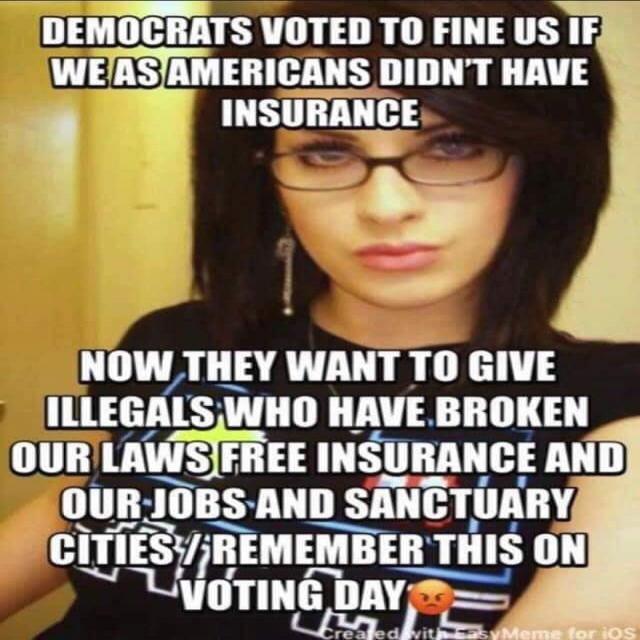 DEMOCRATS VOTED TO FINE US IF
WE AS AMERICANS DIDN'T HAVE
INSURANCE
NOW THEY WANT TO GIVE
ILLEGALS WHO HAVE BROKEN
OUR LAWS FREE INSURANCE AND
OUR JOBS AND SANCTUARY
CITIES / REMEMBER THIS ON
VOTING DAY😡
Created with EasyMeme for iOS